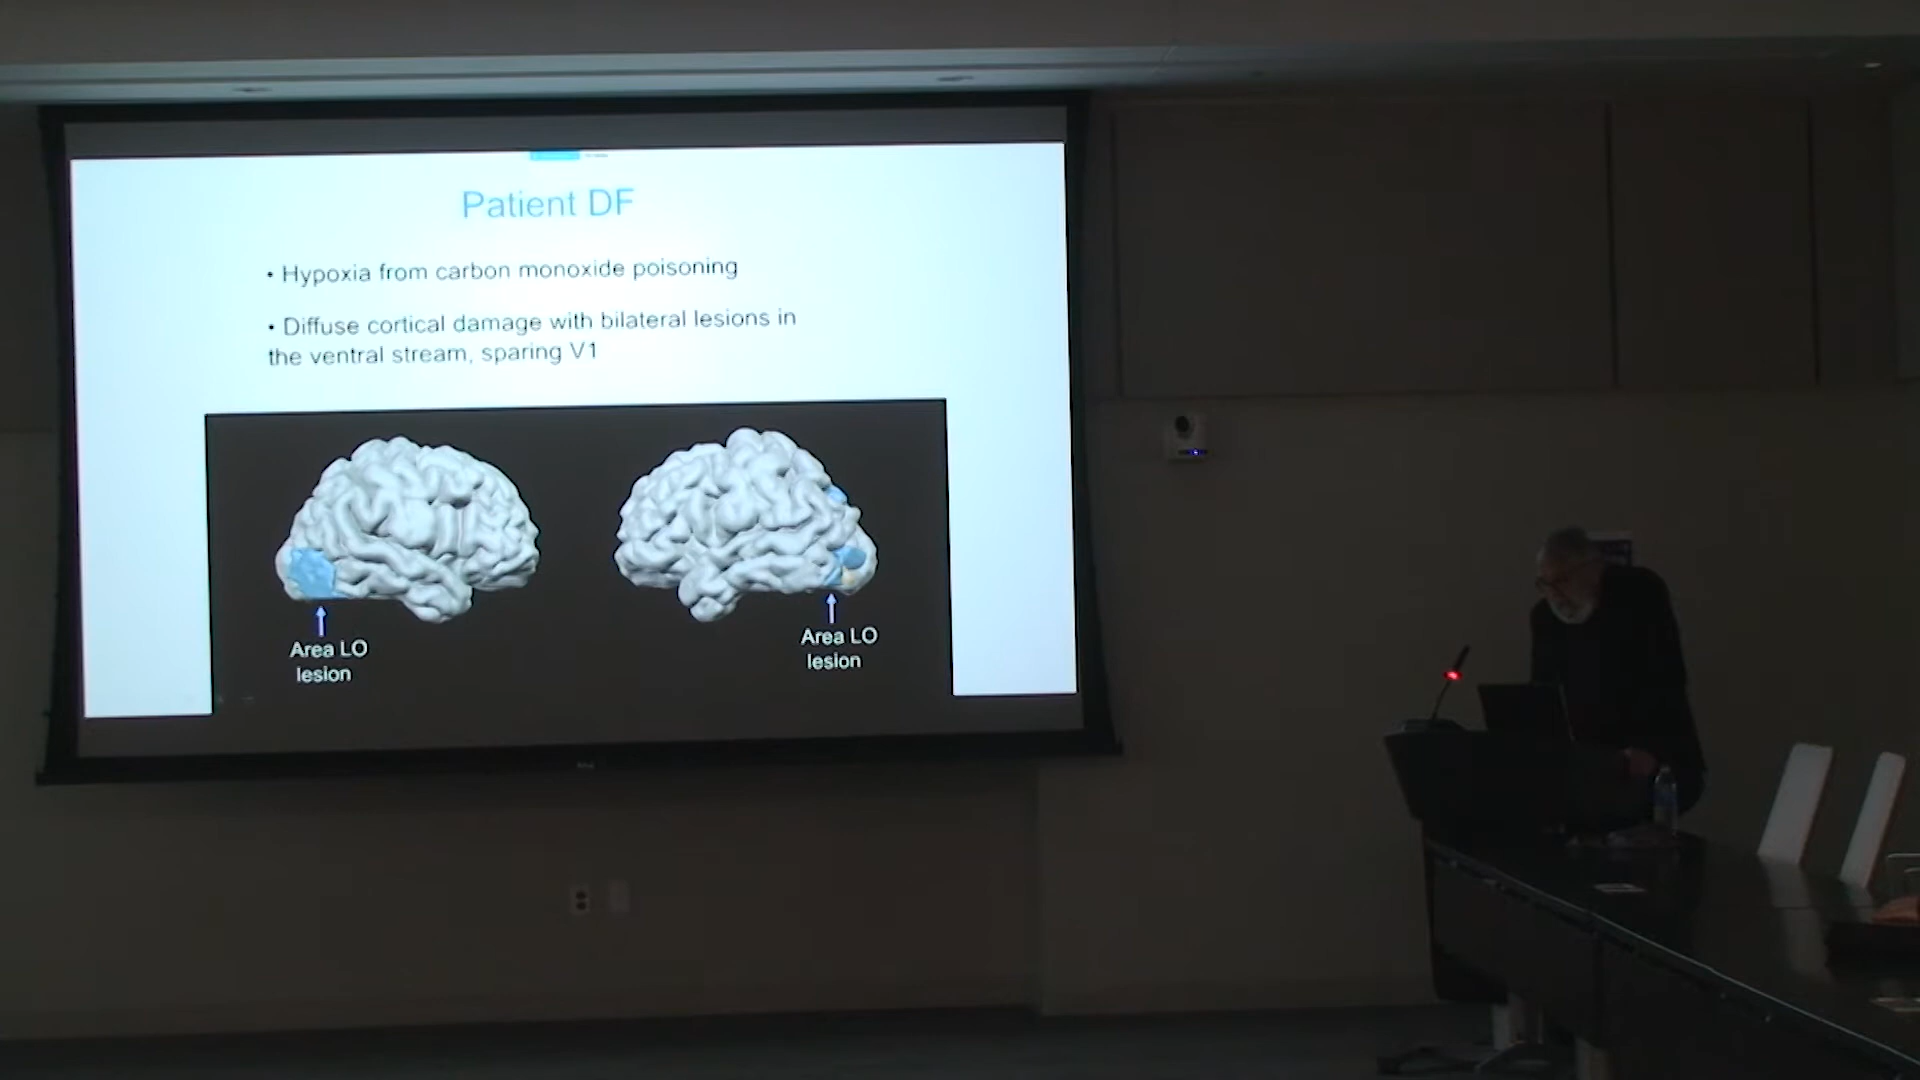 Patient DF
• Hypoxia from carbon monoxide poisoning
• Diffuse cortical damage with bilateral lesions in
the ventral stream, sparing V1
Area LO
lesion
Area LO
lesion